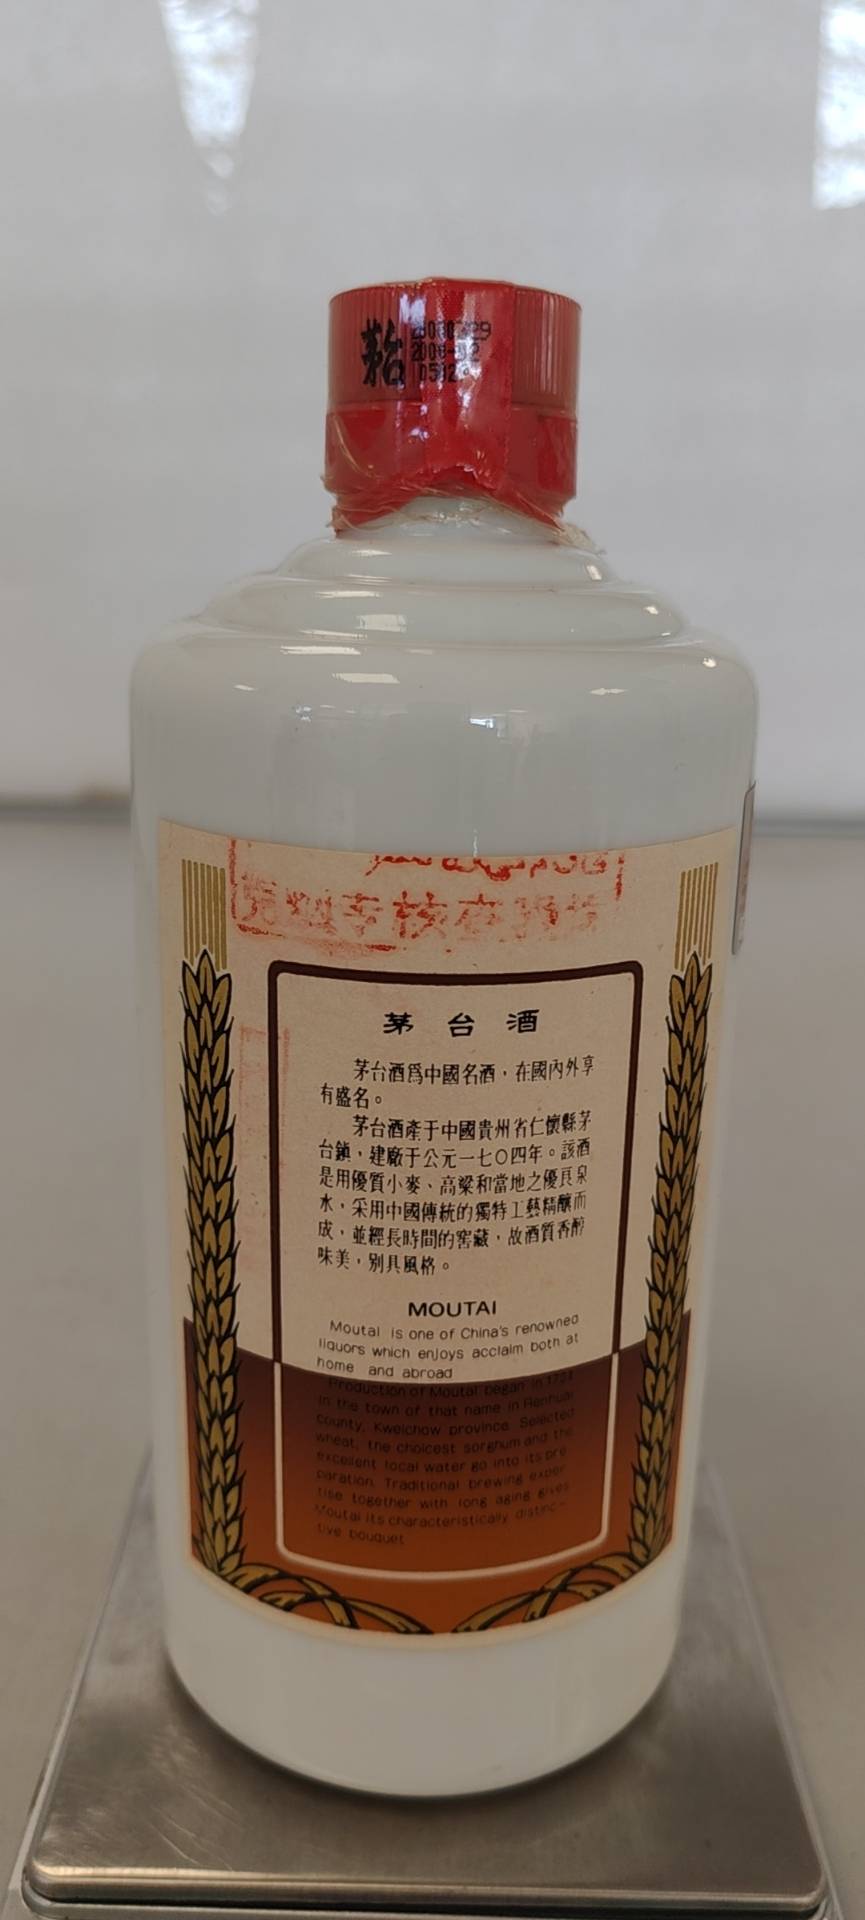 茅台
茅台酒
茅台酒爲中國名酒，在國內外享
有盛名。
茅台酒產于中國貴州省仁懷縣茅
台鎮，建廠于公元一七〇四年。該酒
是用優質小麥、高粱和當地之優良泉
水，采用中國傳統的獨特工藝精釀而
成，並經長時間的窖藏，故酒質香醇
味美，別具風格。
MOUTAI
Moutai is one of China's renowned
liquors which enjoys acclaim both at
home and abroad
Production of Moutai began in 1704
in the town of that name in Renhuai
county, Kweichow province. Selected
wheat, the choicest sorghum and the
excellent local water go into its pre
paration. Traditional brewing exper
tise together with long aging gives
Moutai its characteristically distinc-
tive bouquet